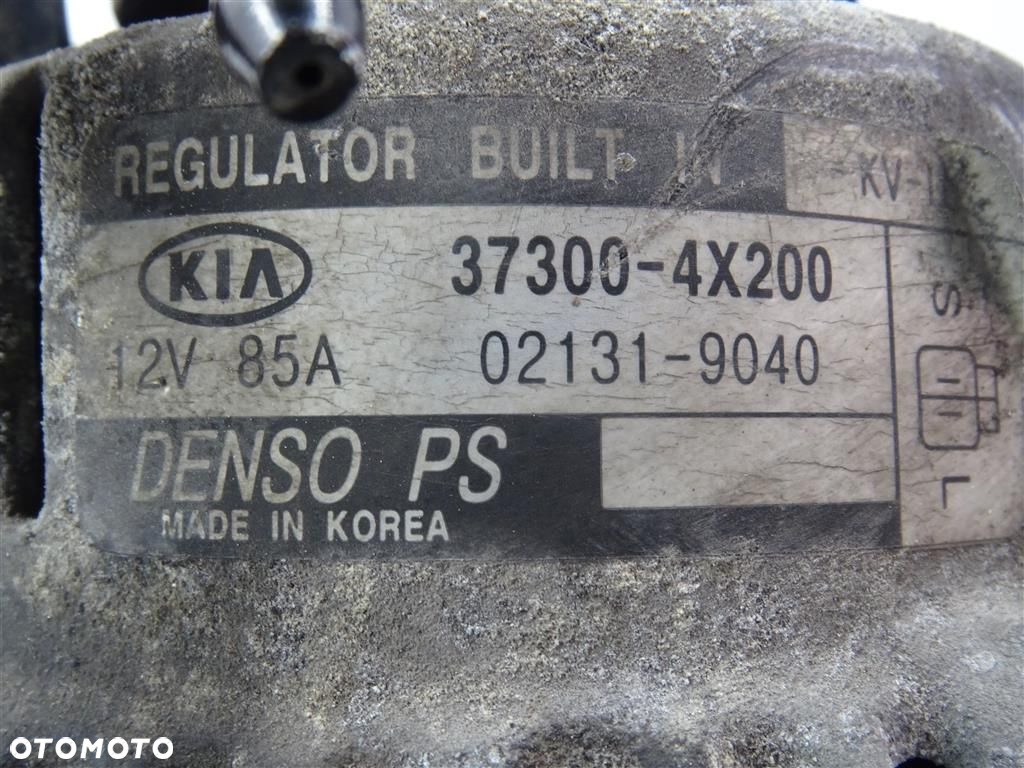 REGULATOR BUILT IN
KIA 37300-4X200
12V 85A 02131-9040
S
L
DENSO PS
MADE IN KOREA
OTOMOTO